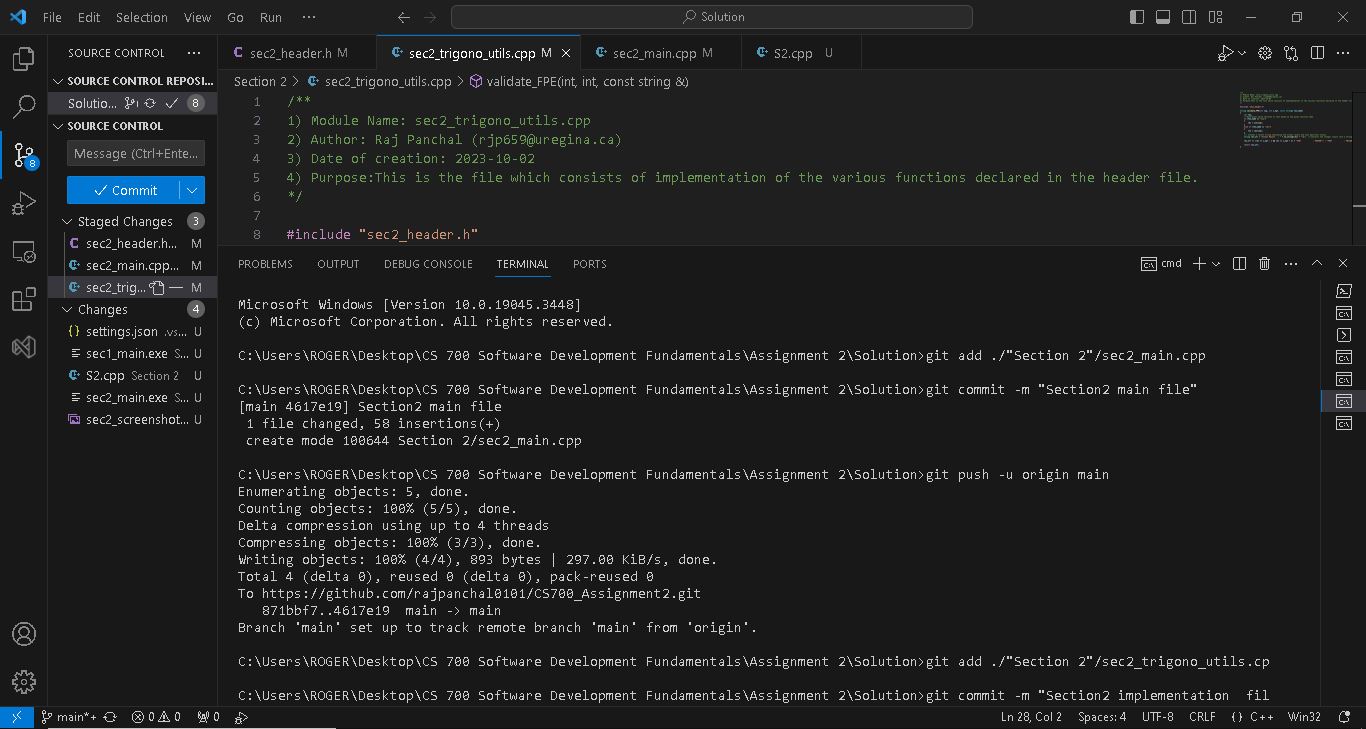 File Edit Selection View Go Run ··· Solution
SOURCE CONTROL ···
sec2_header.h M sec2_trigono_utils.cpp M sec2_main.cpp M S2.cpp U
SOURCE CONTROL REPOSI...
Solutio... 8
SOURCE CONTROL
Message (Ctrl+Ente...
Commit
Staged Changes 3
sec2_header.h... M
sec2_main.cpp... M
sec2_trig... M
Changes 4
settings.json .vs... U
sec1_main.exe S... U
S2.cpp Section 2 U
sec2_main.exe S... U
sec2_screenshot... U
8
Section 2 > sec2_trigono_utils.cpp > validate_FPE(int, int, const string &)
1 /**
2 1) Module Name: sec2_trigono_utils.cpp
3 2) Author: Raj Panchal (rjp659@uregina.ca)
4 3) Date of creation: 2023-10-02
5 4) Purpose:This is the file which consists of implementation of the various functions declared in the header file.
6 */
7
8 #include "sec2_header.h"
PROBLEMS OUTPUT DEBUG CONSOLE TERMINAL PORTS cmd
Microsoft Windows [Version 10.0.19045.3448]
(c) Microsoft Corporation. All rights reserved.
C:\Users\ROGER\Desktop\CS 700 Software Development Fundamentals\Assignment 2\Solution>git add ./"Section 2"/sec2_main.cpp
C:\Users\ROGER\Desktop\CS 700 Software Development Fundamentals\Assignment 2\Solution>git commit -m "Section2 main file"
[main 4617e19] Section2 main file
1 file changed, 58 insertions(+)
create mode 100644 Section 2/sec2_main.cpp
C:\Users\ROGER\Desktop\CS 700 Software Development Fundamentals\Assignment 2\Solution>git push -u origin main
Enumerating objects: 5, done.
Counting objects: 100% (5/5), done.
Delta compression using up to 4 threads
Compressing objects: 100% (3/3), done.
Writing objects: 100% (4/4), 893 bytes | 297.00 KiB/s, done.
Total 4 (delta 0), reused 0 (delta 0), pack-reused 0
To https://github.com/rajpanchal0101/CS700_Assignment2.git
871bbf7..4617e19  main -> main
Branch 'main' set up to track remote branch 'main' from 'origin'.
C:\Users\ROGER\Desktop\CS 700 Software Development Fundamentals\Assignment 2\Solution>git add ./"Section 2"/sec2_trigono_utils.cp
C:\Users\ROGER\Desktop\CS 700 Software Development Fundamentals\Assignment 2\Solution>git commit -m "Section2 implementation  fil
main*+ 0 0 0 Ln 28, Col 2 Spaces: 4 UTF-8 CRLF {} C++ Win32